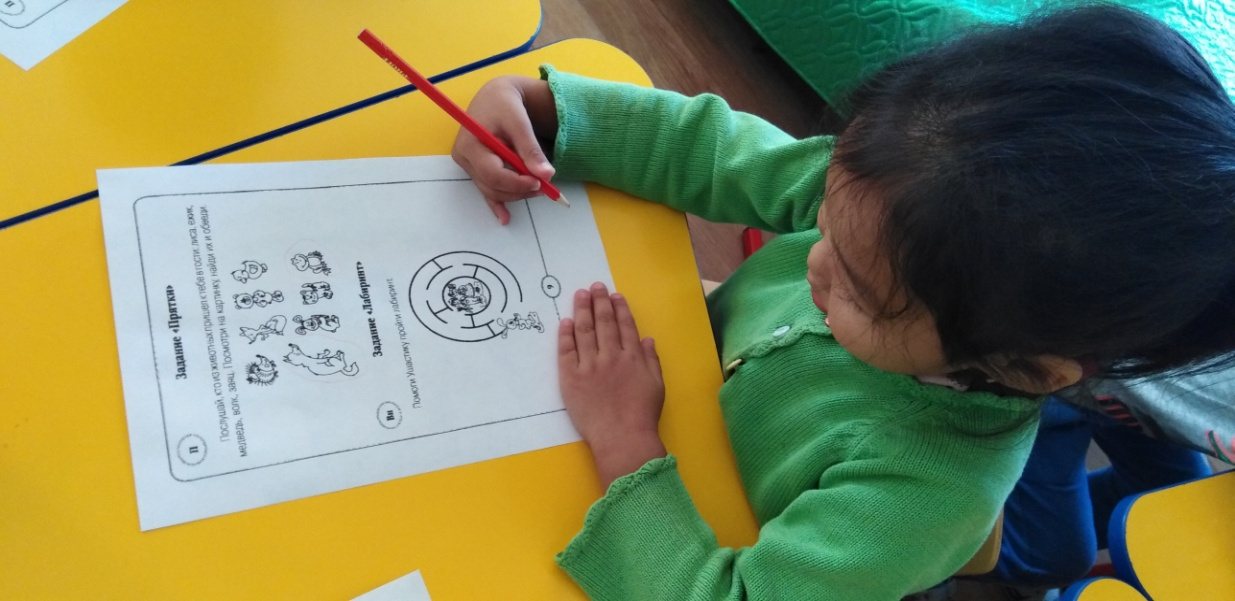 Задание «Прятки»
П
Послушай, кто из животных пришел к тебе в гости: лиса, ежик,
медведь, волк, заяц. Посмотри на картинку, найди их и обведи
Задание «Лабиринт»
Вн
Помоги Ушастику пройти лабиринт
9
П